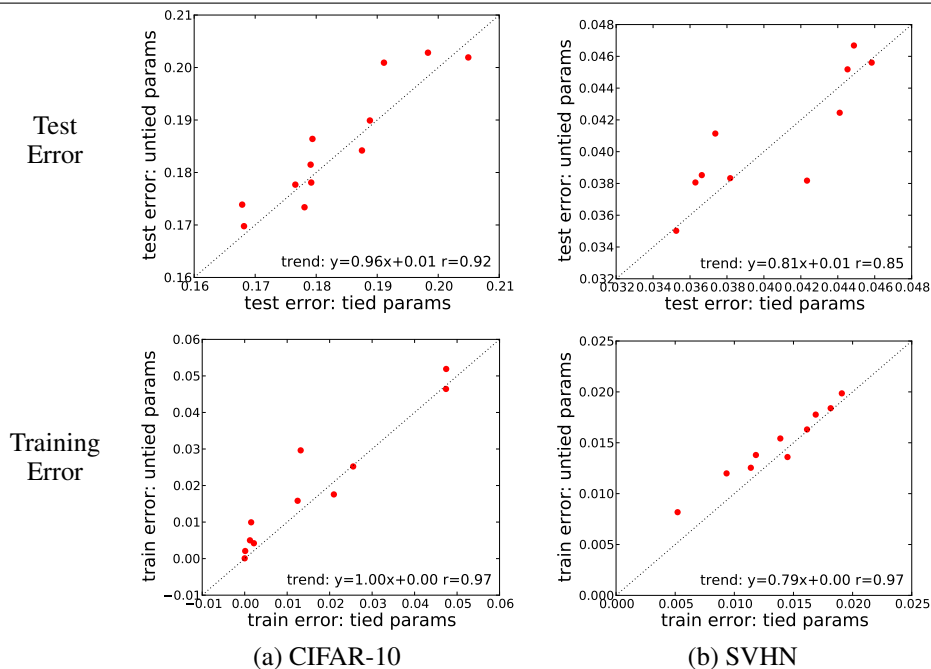 Test
Error
test error: untied params
0.21
0.20
0.19
0.18
0.17
0.16
trend: y=0.96x+0.01 r=0.92
0.16 0.17 0.18 0.19 0.20 0.21
test error: tied params
test error: untied params
0.048
0.046
0.044
0.042
0.040
0.038
0.036
0.034
0.032
trend: y=0.81x+0.01 r=0.85
0.032 0.034 0.036 0.038 0.040 0.042 0.044 0.046 0.048
test error: tied params
Training
Error
train error: untied params
0.06
0.05
0.04
0.03
0.02
0.01
0.00
−0.01
trend: y=1.00x+0.00 r=0.97
−0.01 0.00 0.01 0.02 0.03 0.04 0.05 0.06
train error: tied params
(a) CIFAR-10
train error: untied params
0.025
0.020
0.015
0.010
0.005
0.000
trend: y=0.79x+0.00 r=0.97
0.000 0.005 0.010 0.015 0.020 0.025
train error: tied params
(b) SVHN